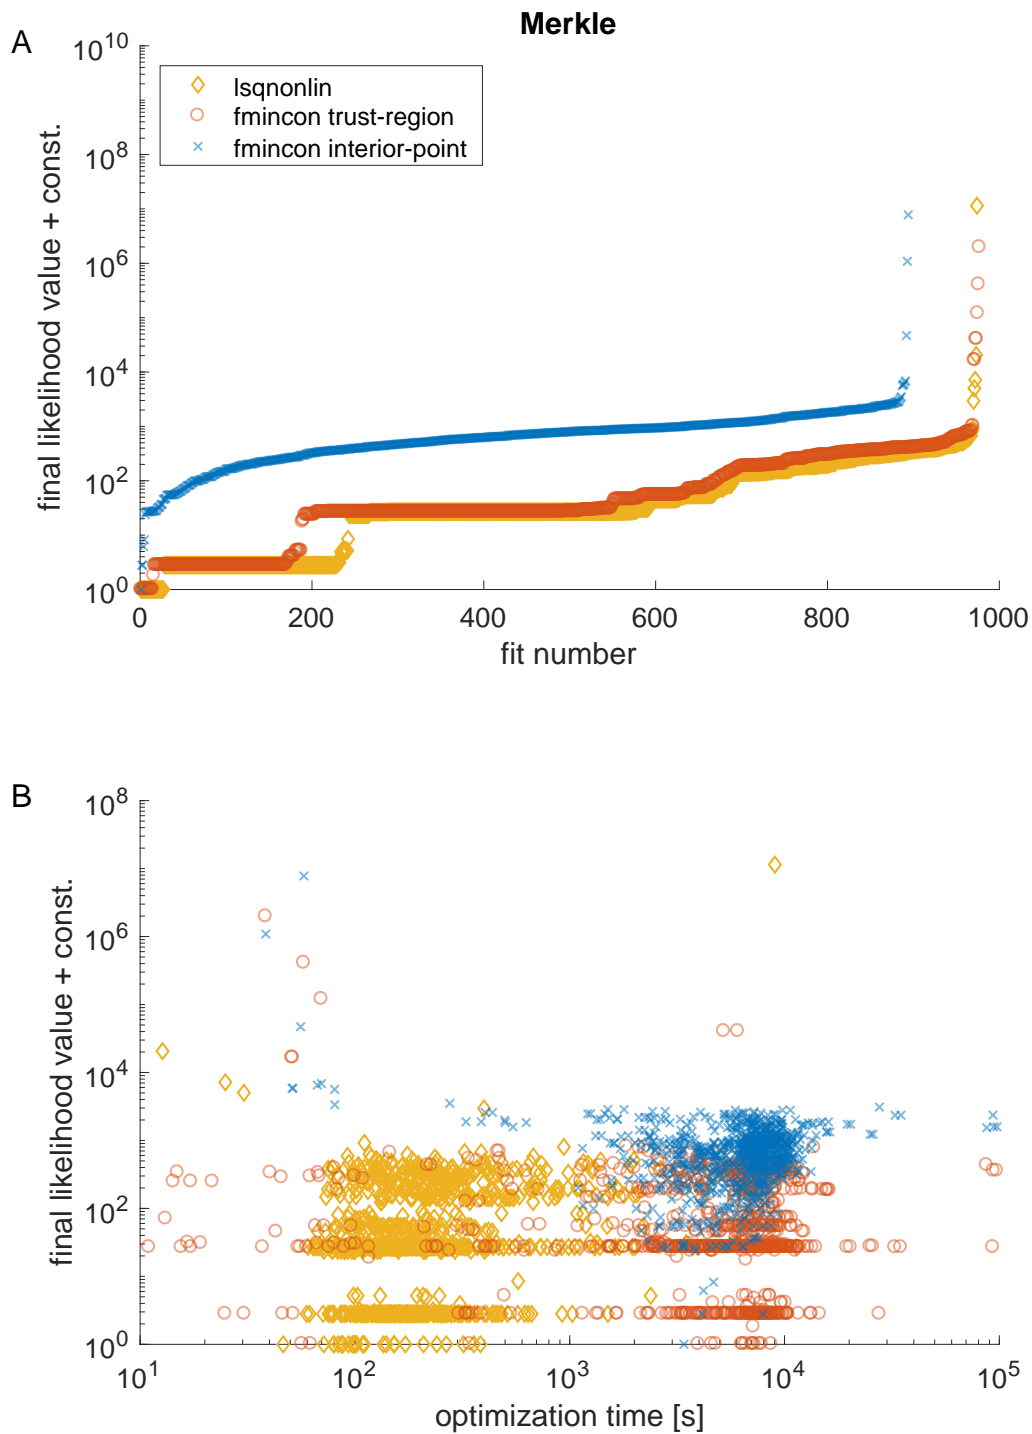 Merkle
A
10^10
10^8
10^6
10^4
10^2
10^0
final likelihood value + const.
lsqnonlin
fmincon trust-region
fmincon interior-point
0 200 400 600 800 1000
fit number
B
10^8
10^6
10^4
10^2
10^0
final likelihood value + const.
10^1 10^2 10^3 10^4 10^5
optimization time [s]